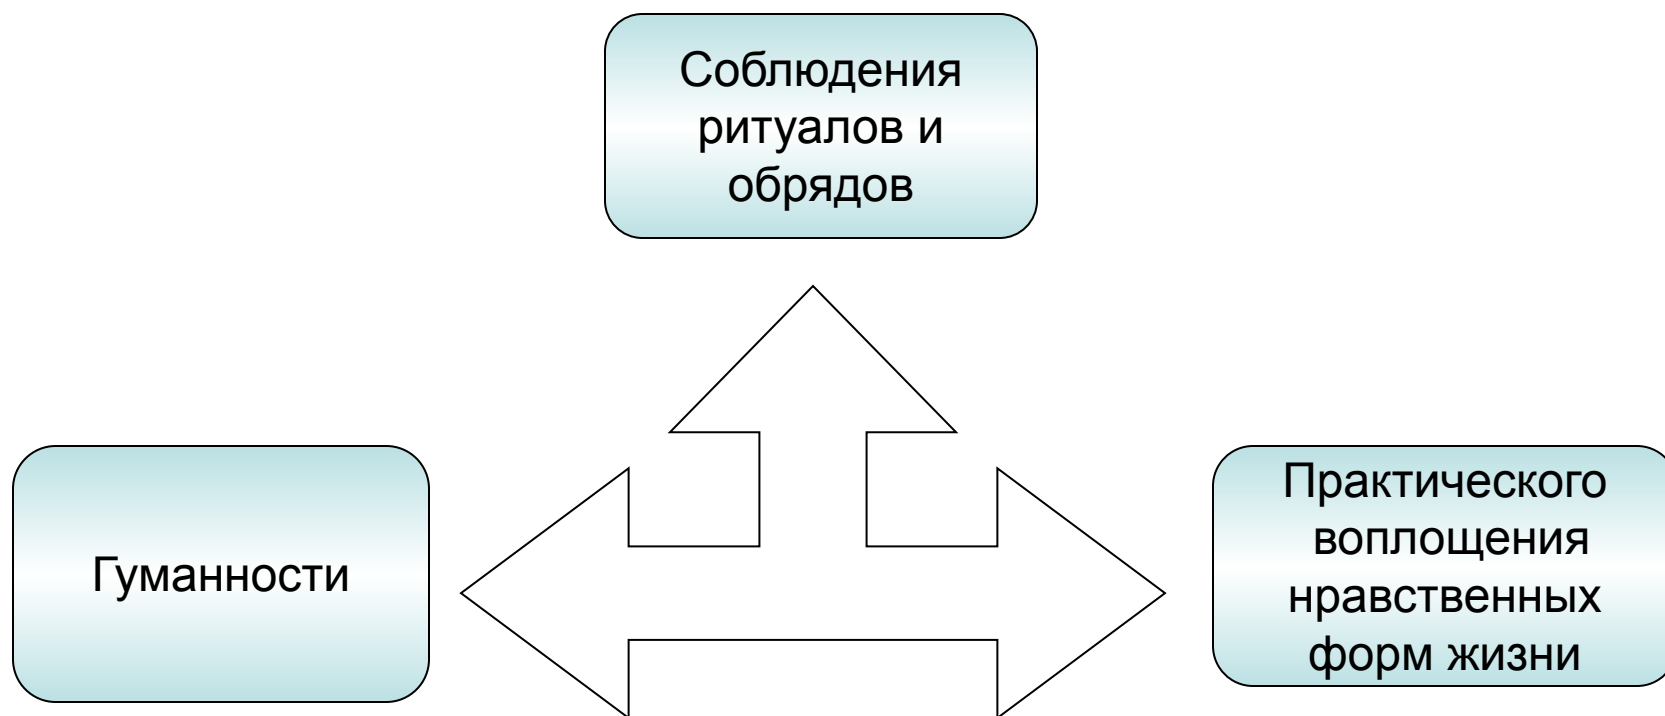 Соблюдения
ритуалов и
обрядов
Гуманности
Практического
воплощения
нравственных
форм жизни